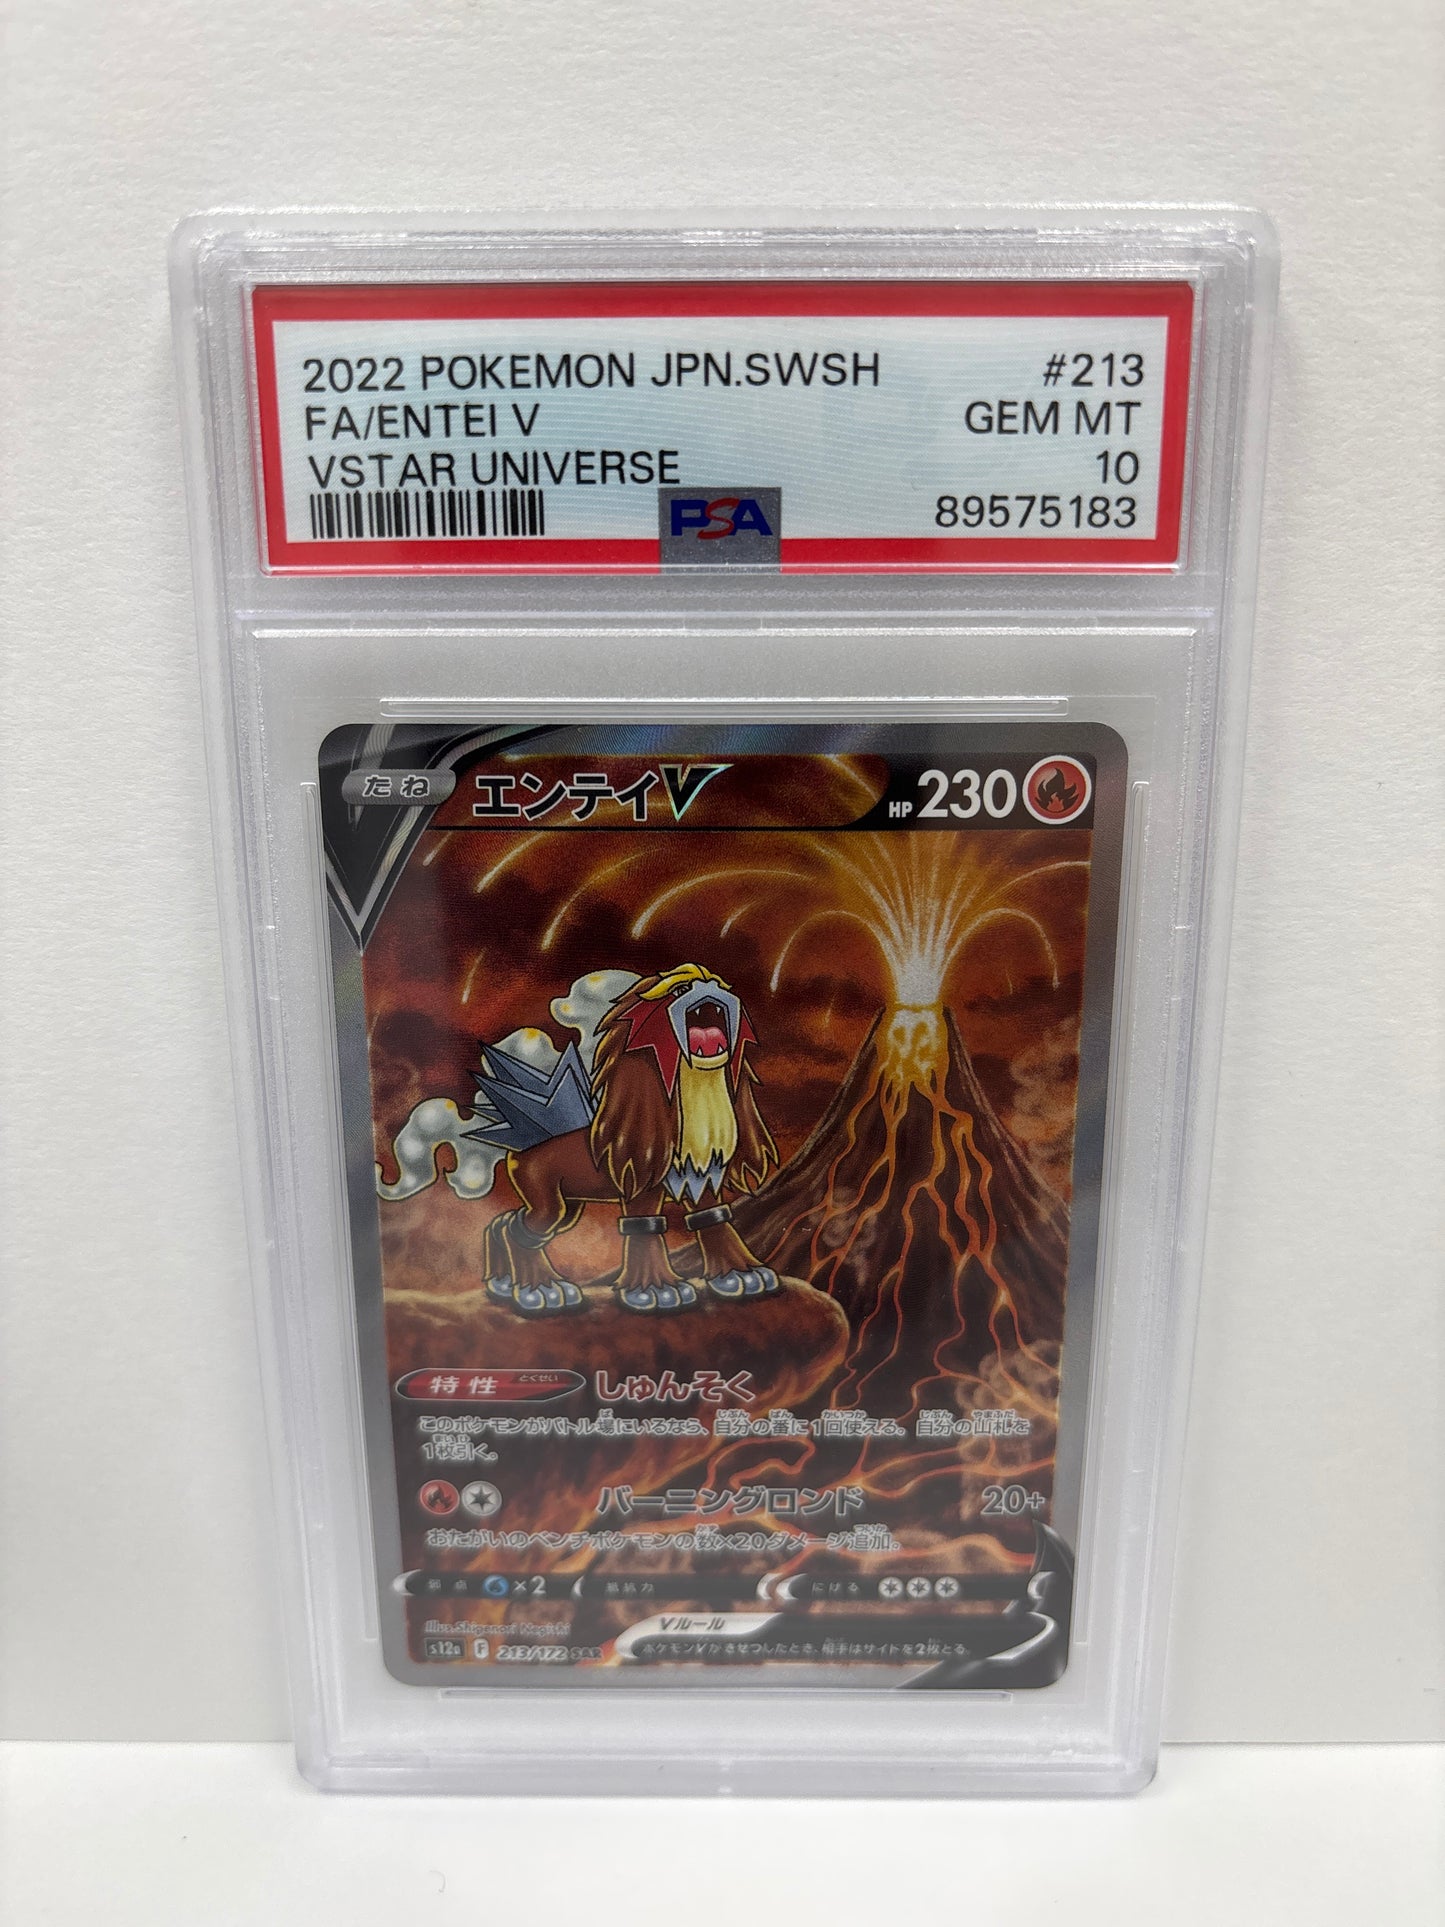 2022 POKEMON JPN.SWSH #213
FA/ENTEI V GEM MT
VSTAR UNIVERSE 10
PSA 89575183
たね エンテイV HP 230
特性 とくせい しゅんそく
このポケモンがバトル場にいるなら、自分の番に1回使える。自分の山札を
1枚引く。
バーニングロンド 20+
おたがいのベンチポケモンの数×20ダメージ追加。
弱点 ×2 抵抗力 にげる
Illus. Shigenori Negishi
Vルール
s12a F 213/172 SAR
ポケモンVがきぜつしたとき、相手はサイドを2枚とる。